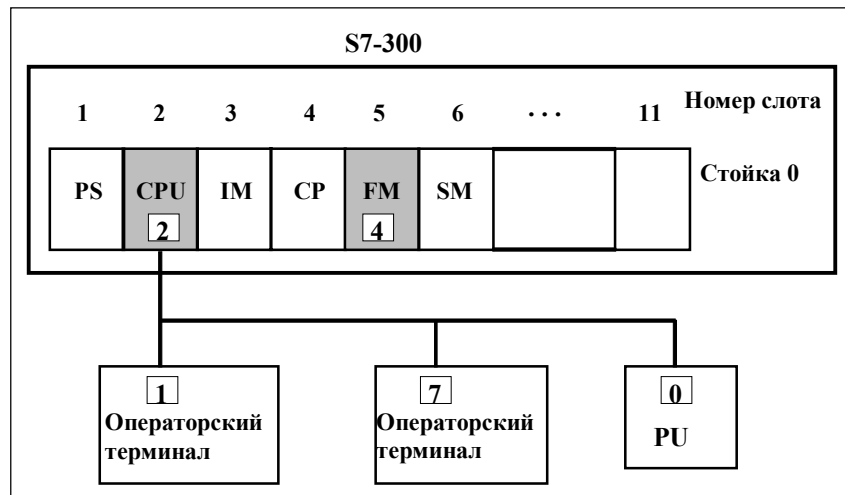 S7-300
1 2 3 4 5 6 ... 11 Номер слота
PS CPU IM CP FM SM Стойка 0
2 4
1 7 0
Операторский
терминал
Операторский
терминал
PU